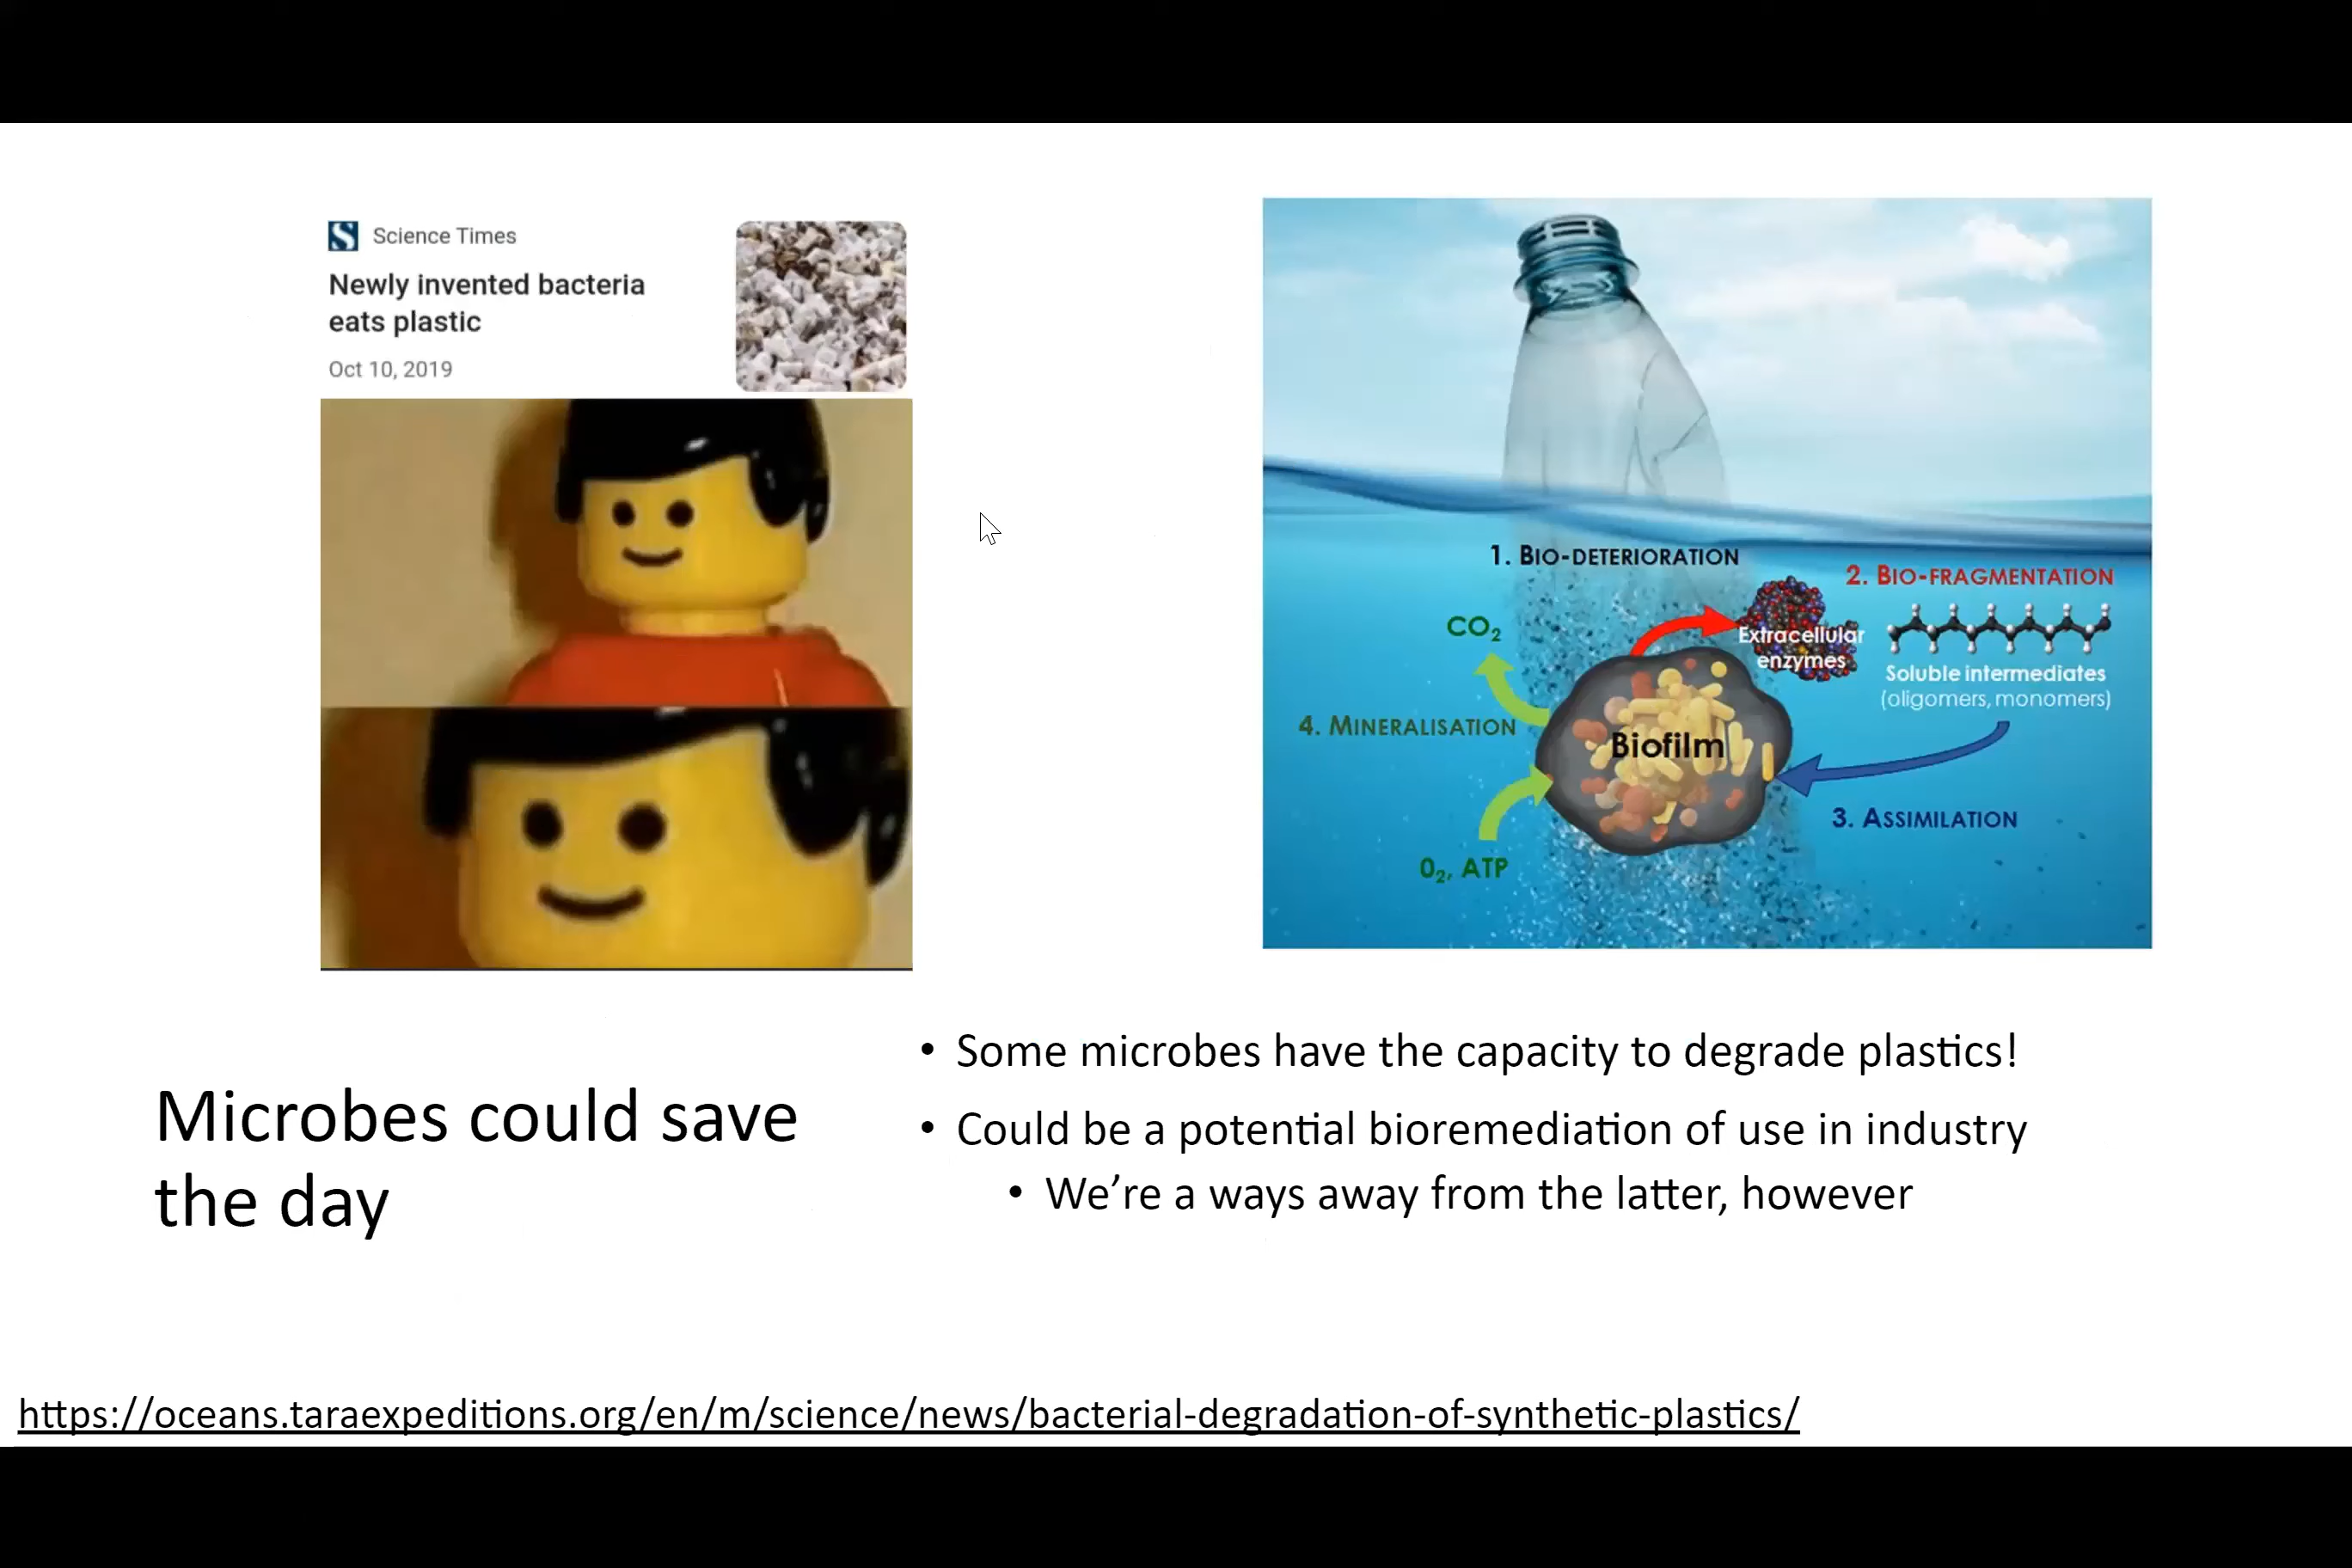 Science Times
Newly invented bacteria
eats plastic
Oct 10, 2019
1. BIO-DETERIORATION
2. BIO-FRAGMENTATION
CO₂
Extracellular
enzymes
Soluble intermediates
(oligomers, monomers)
4. MINERALISATION
Biofilm
3. ASSIMILATION
0₂, ATP
Microbes could save
the day
• Some microbes have the capacity to degrade plastics!
• Could be a potential bioremediation of use in industry
• We’re a ways away from the latter, however
https://oceans.taraexpeditions.org/en/m/science/news/bacterial-degradation-of-synthetic-plastics/